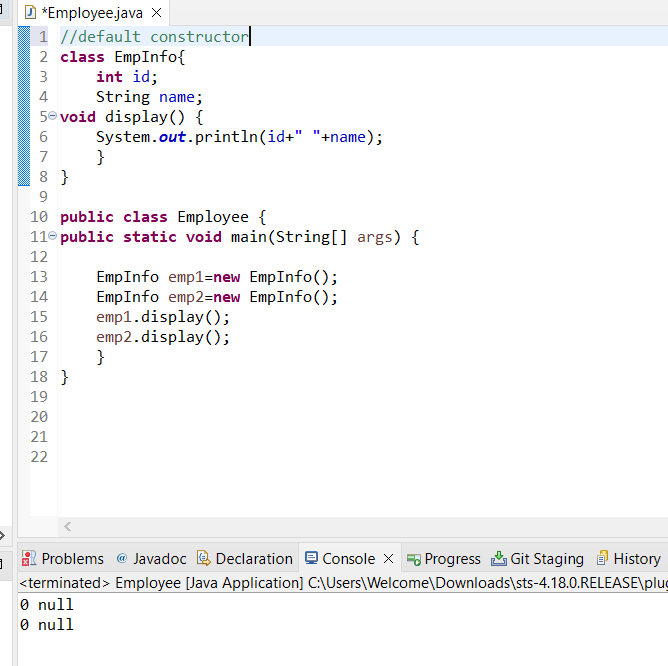 *Employee.java
1 //default constructor
2 class EmpInfo{
3     int id;
4     String name;
5 void display() {
6     System.out.println(id+" "+name);
7     }
8 }
9
10 public class Employee {
11 public static void main(String[] args) {
12
13     EmpInfo emp1=new EmpInfo();
14     EmpInfo emp2=new EmpInfo();
15     emp1.display();
16     emp2.display();
17     }
18 }
19
20
21
22
Problems @ Javadoc Declaration Console Progress Git Staging History
<terminated> Employee [Java Application] C:\Users\Welcome\Downloads\sts-4.18.0.RELEASE\plug
0 null
0 null